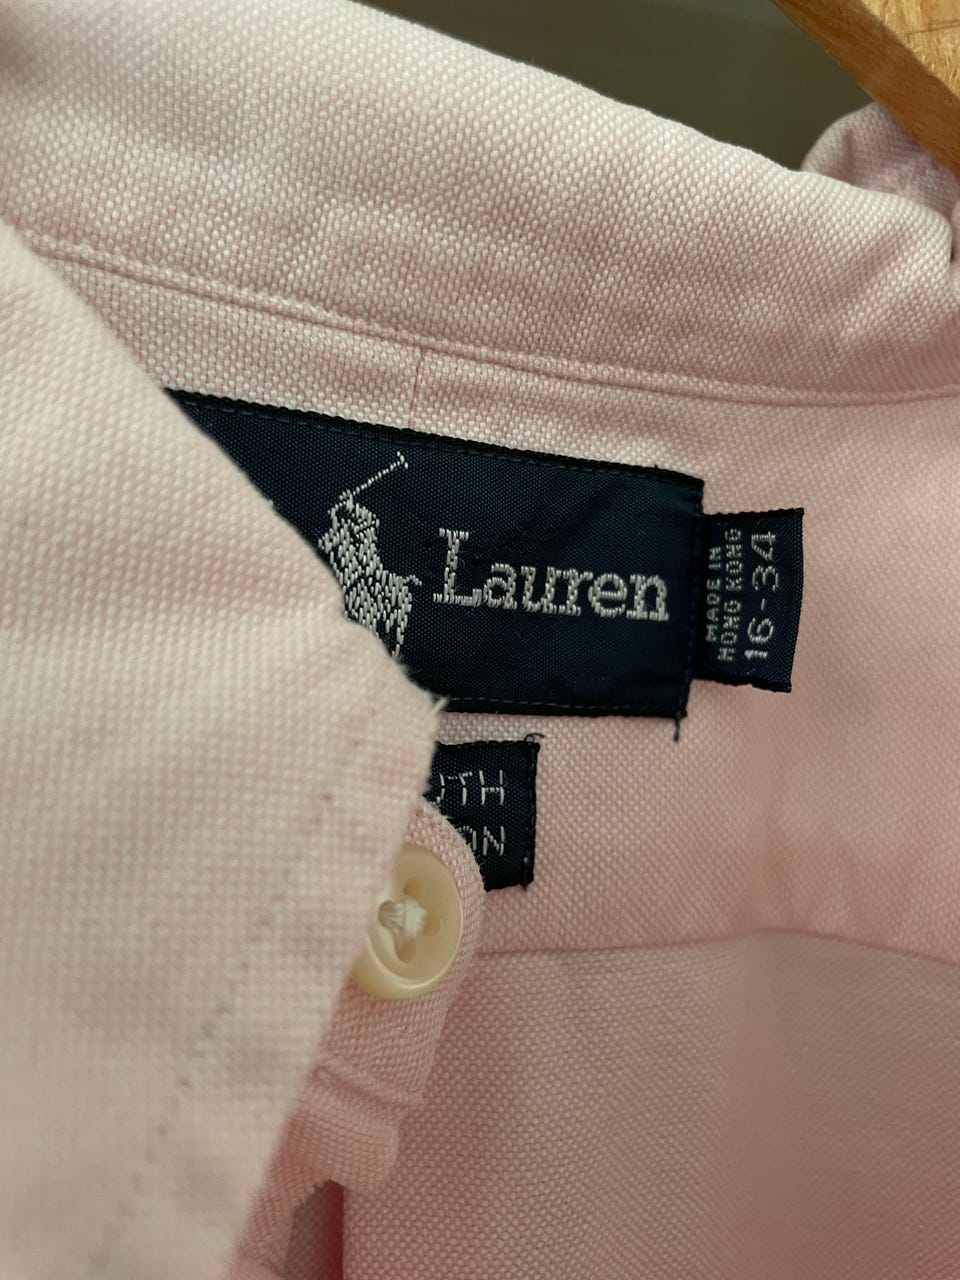 Lauren
MADE IN
HONG KONG
16-34